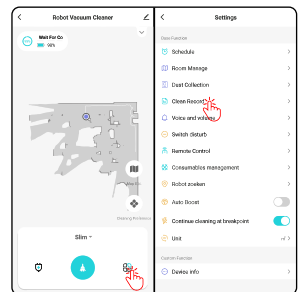 Robot Vacuum Cleaner
Wait For Go
Slim
Settings
Base Function
Schedule
Room Manage
Dust Collection
Clean Record
Voice and volume
Switch disturb
Remote Control
Consumables management
Robot zoeken
Auto Boost
Continue cleaning at breakpoint
Unit
Custom Function
Device info